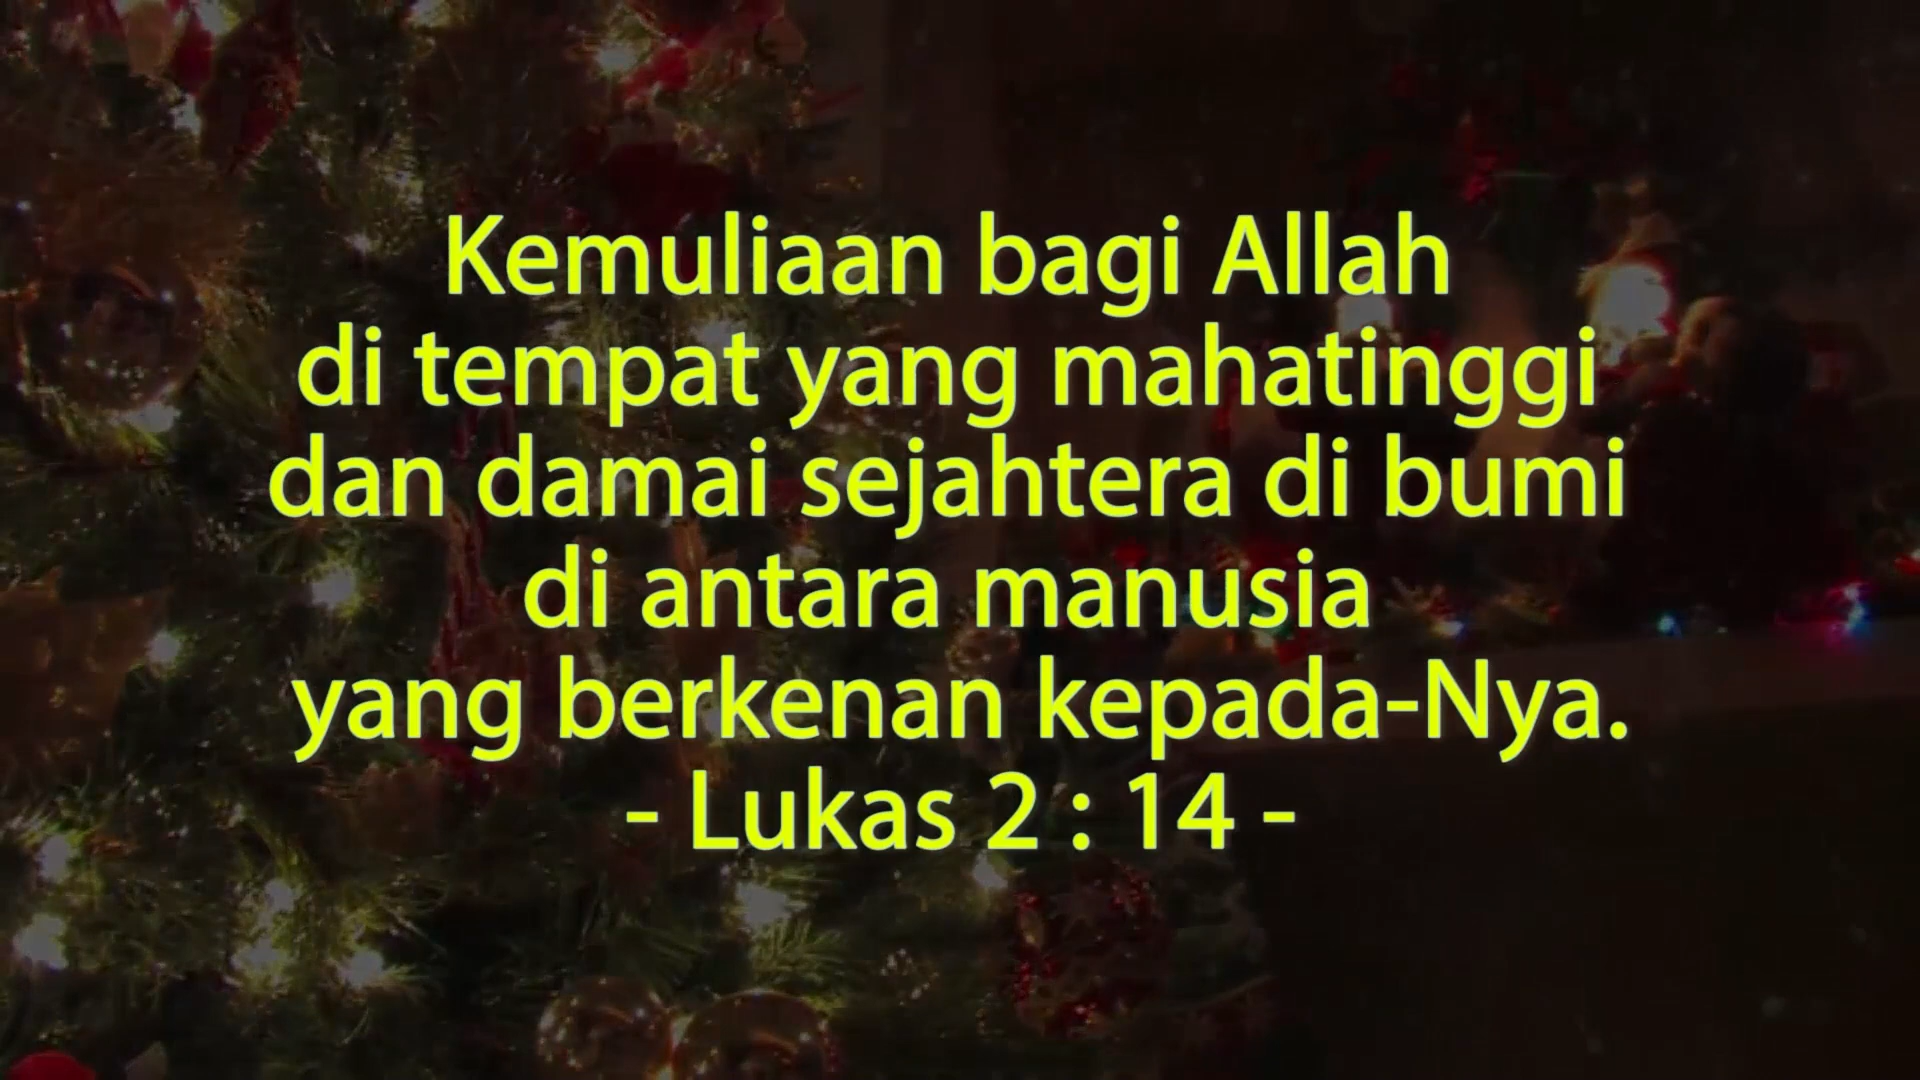 Kemuliaan bagi Allah
di tempat yang mahatinggi
dan damai sejahtera di bumi
di antara manusia
yang berkenan kepada-Nya.
- Lukas 2 : 14 -